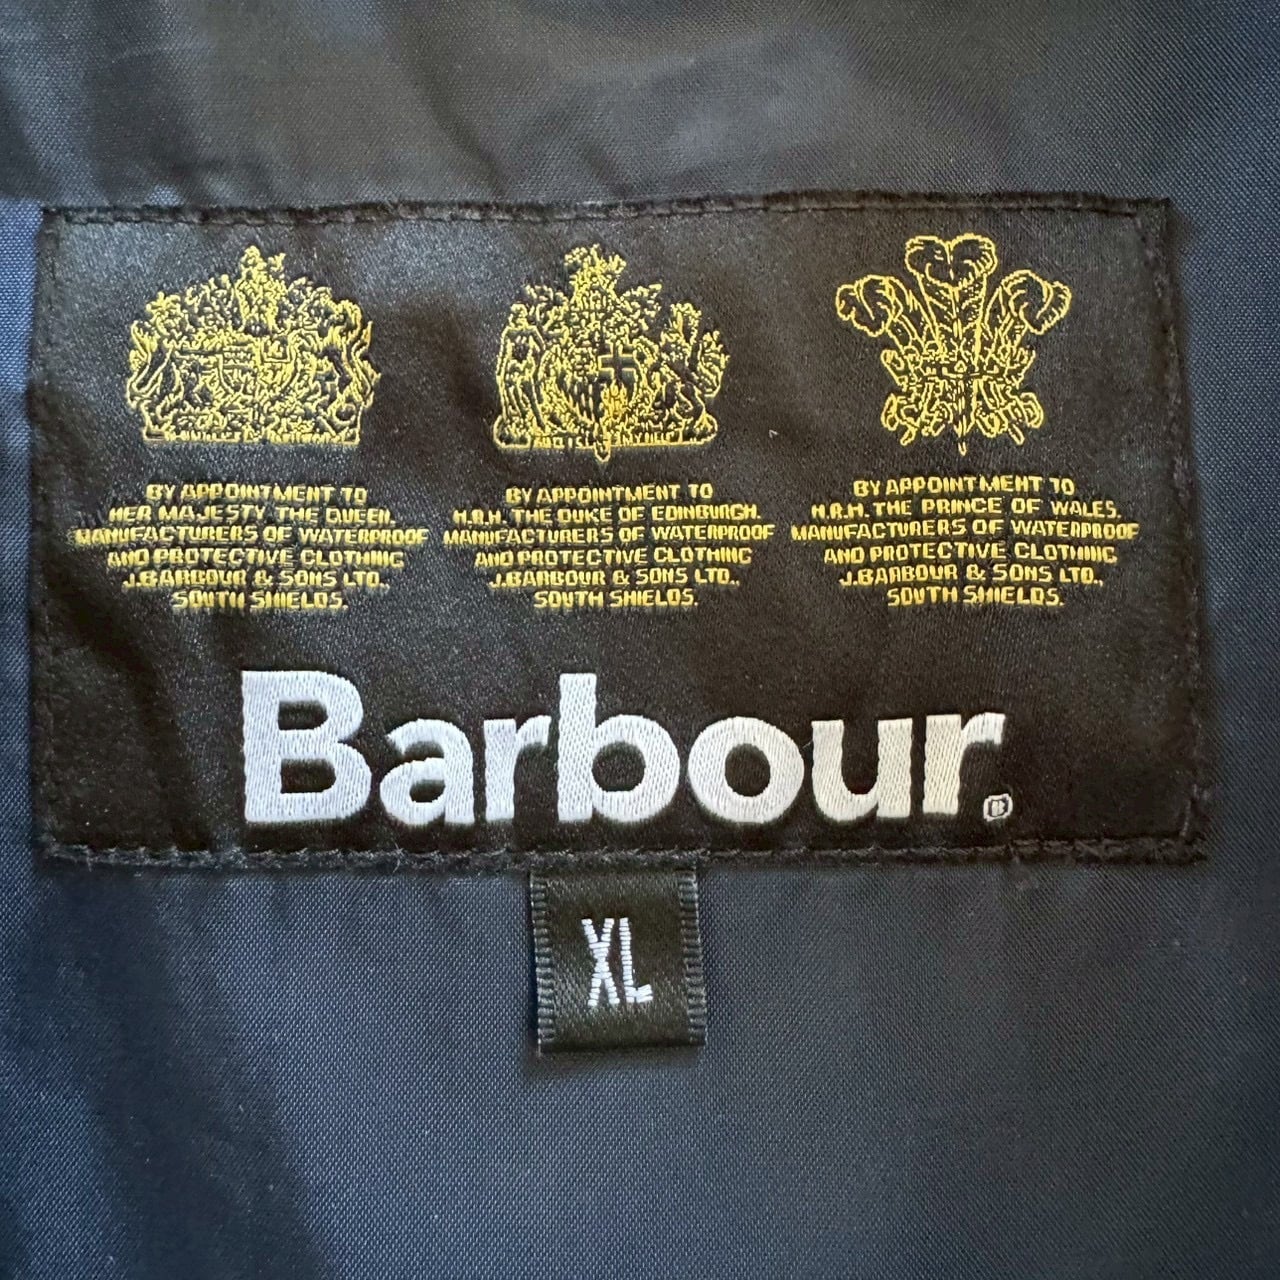 BY APPOINTMENT TO
HER MAJESTY THE QUEEN.
MANUFACTURERS OF WATERPROOF
AND PROTECTIVE CLOTHING
J.BARBOUR & SONS LTD.,
SOUTH SHIELDS.
BY APPOINTMENT TO
H.R.H. THE DUKE OF EDINBURGH.
MANUFACTURERS OF WATERPROOF
AND PROTECTIVE CLOTHING
J.BARBOUR & SONS LTD.,
SOUTH SHIELDS.
BY APPOINTMENT TO
H.R.H. THE PRINCE OF WALES.
MANUFACTURERS OF WATERPROOF
AND PROTECTIVE CLOTHING
J.BARBOUR & SONS LTD.,
SOUTH SHIELDS.
Barbour.®
XL